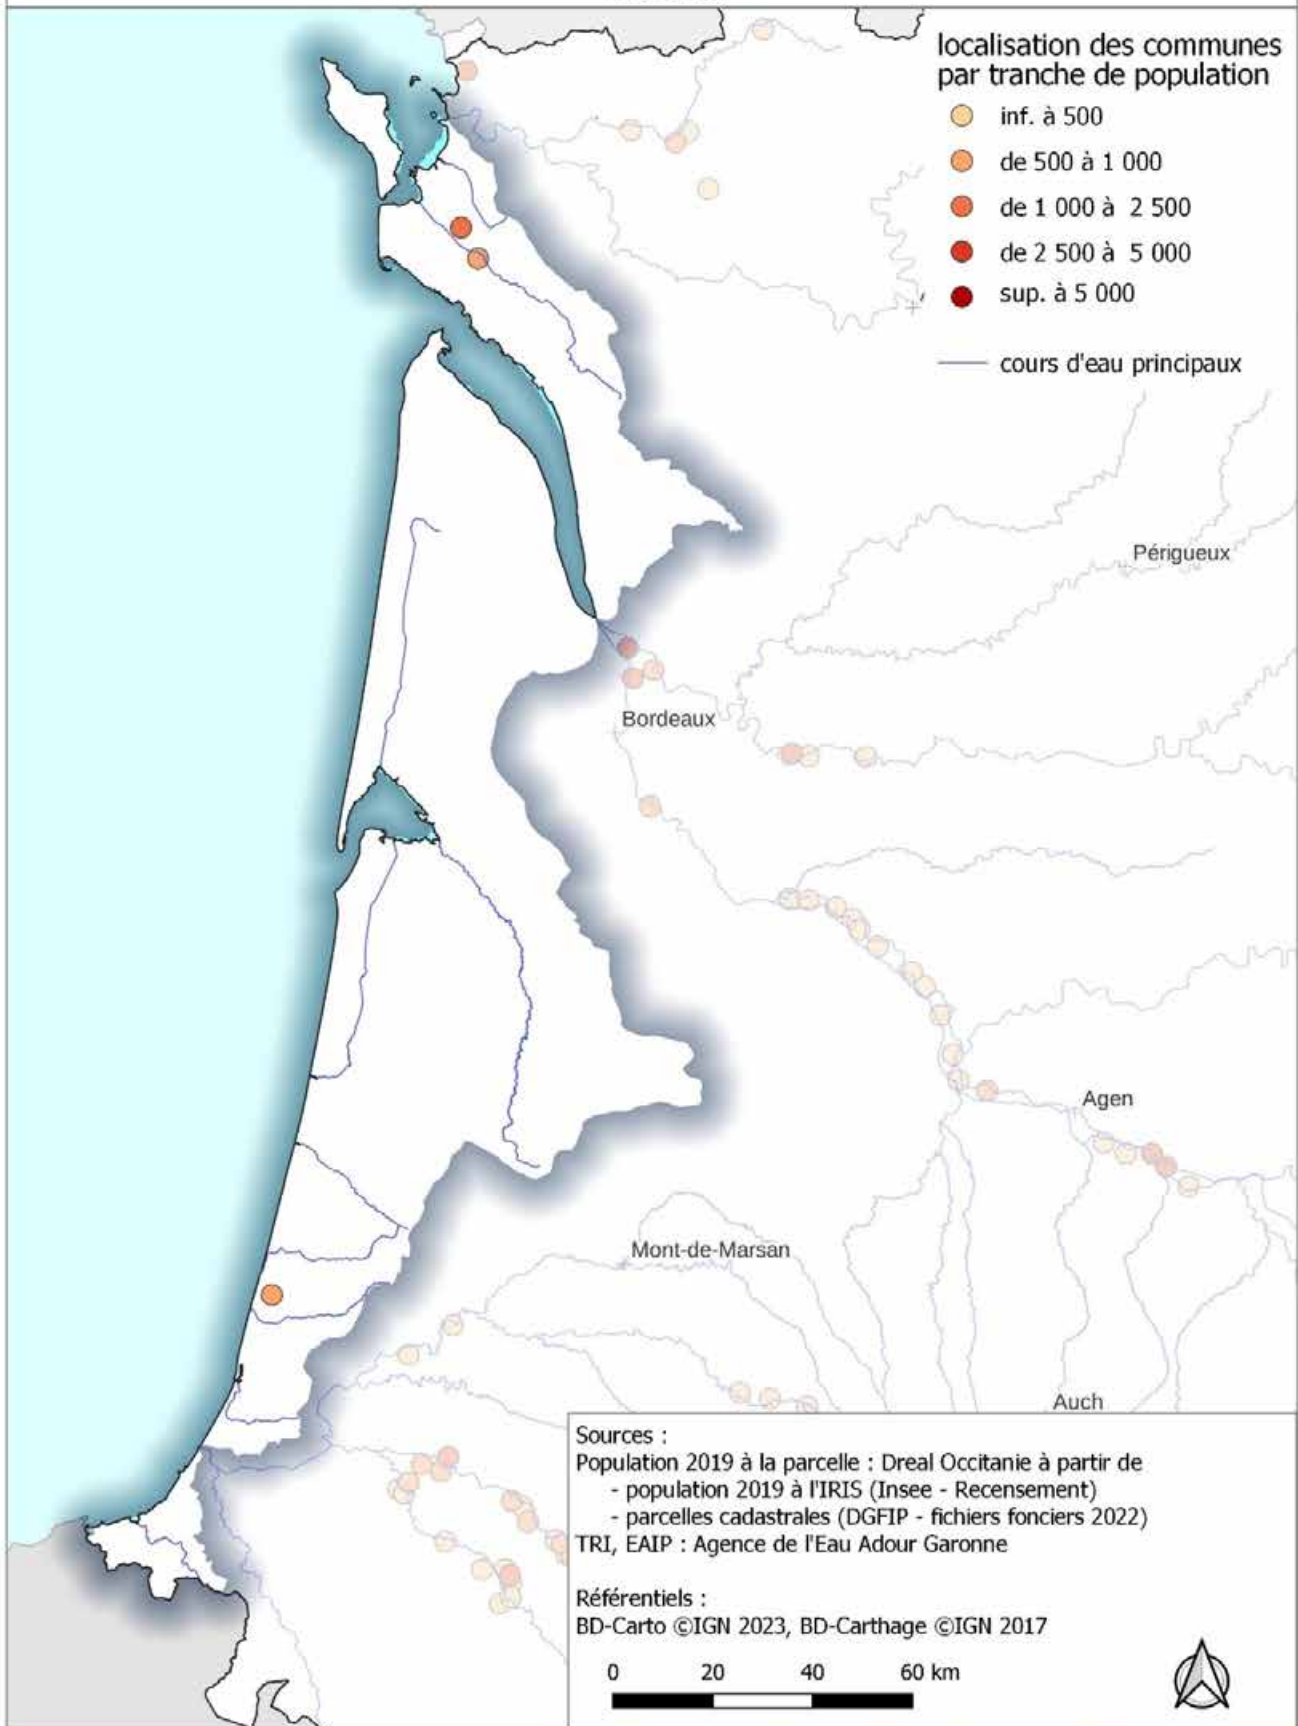 localisation des communes
par tranche de population
inf. à 500
de 500 à 1 000
de 1 000 à 2 500
de 2 500 à 5 000
sup. à 5 000
cours d'eau principaux
Périgueux
Bordeaux
Agen
Mont-de-Marsan
Auch
Sources :
Population 2019 à la parcelle : Dreal Occitanie à partir de
- population 2019 à l'IRIS (Insee - Recensement)
- parcelles cadastrales (DGFIP - fichiers fonciers 2022)
TRI, EAIP : Agence de l'Eau Adour Garonne
Référentiels :
BD-Carto ©IGN 2023, BD-Carthage ©IGN 2017
0 20 40 60 km